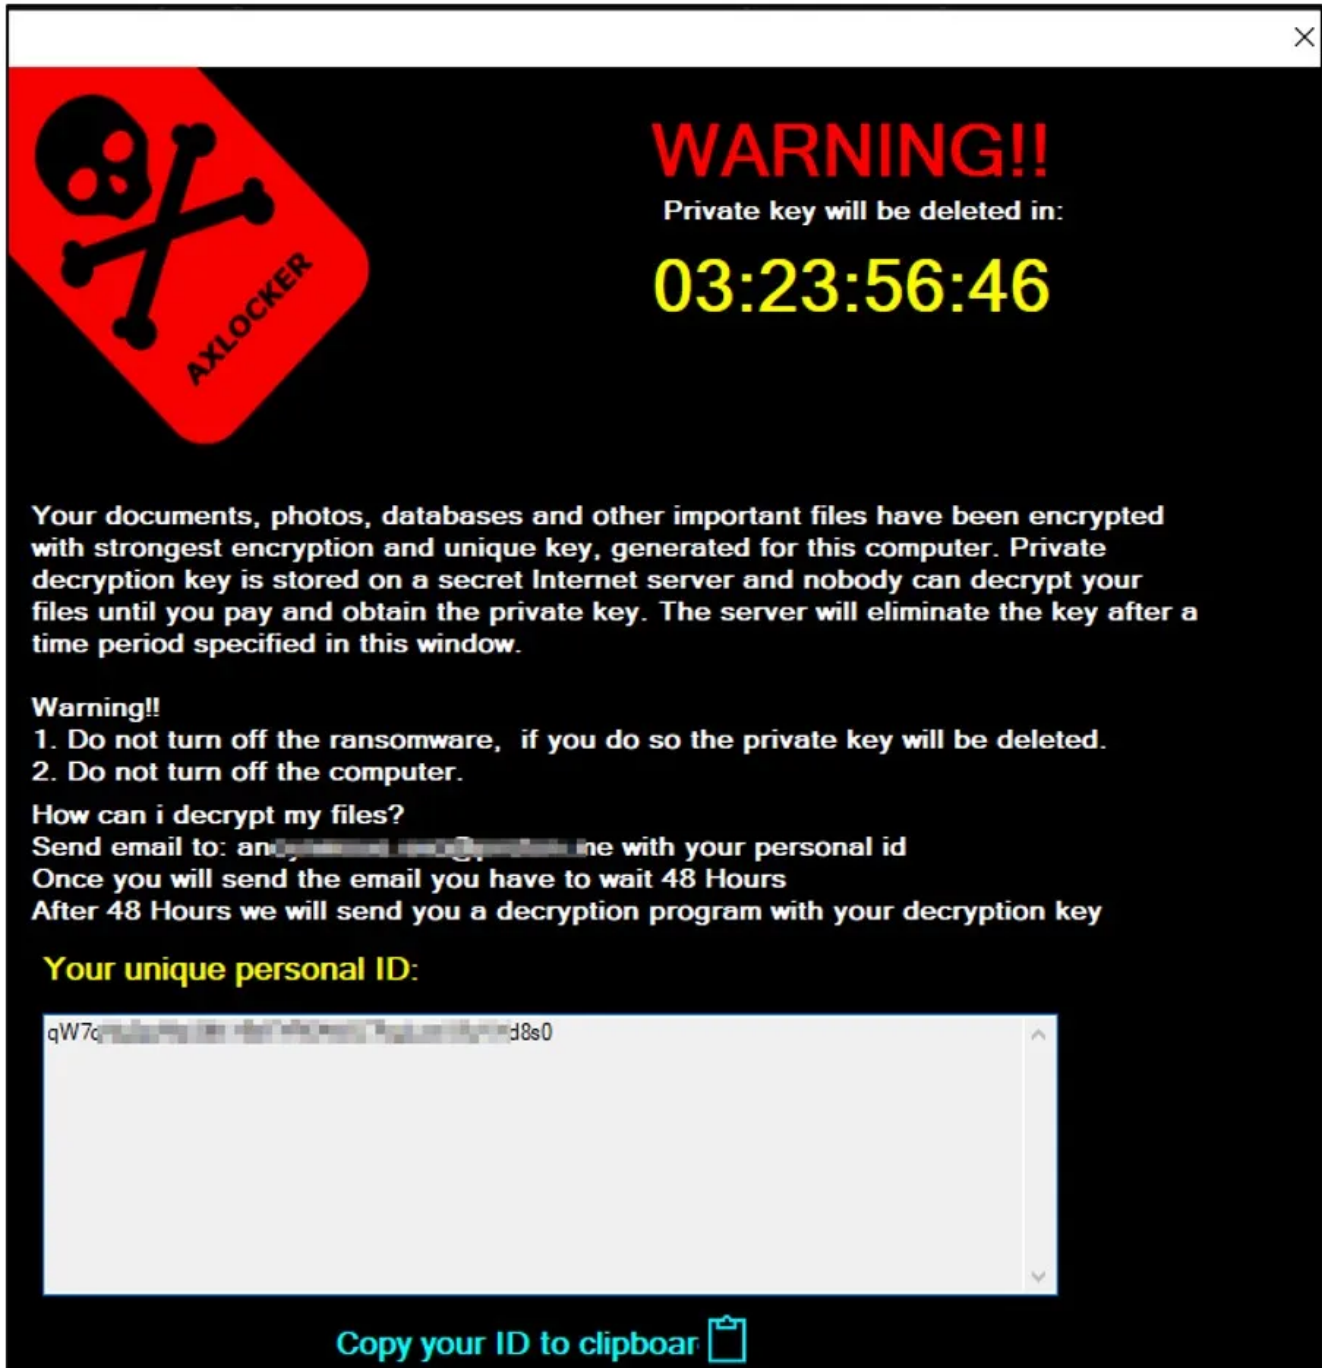 AXLOCKER
WARNING!!
Private key will be deleted in:
03:23:56:46
Your documents, photos, databases and other important files have been encrypted
with strongest encryption and unique key, generated for this computer. Private
decryption key is stored on a secret Internet server and nobody can decrypt your
files until you pay and obtain the private key. The server will eliminate the key after a
time period specified in this window.
Warning!!
1. Do not turn off the ransomware,  if you do so the private key will be deleted.
2. Do not turn off the computer.
How can i decrypt my files?
Send email to: with your personal id
Once you will send the email you have to wait 48 Hours
After 48 Hours we will send you a decryption program with your decryption key
Your unique personal ID:
Copy your ID to clipboar